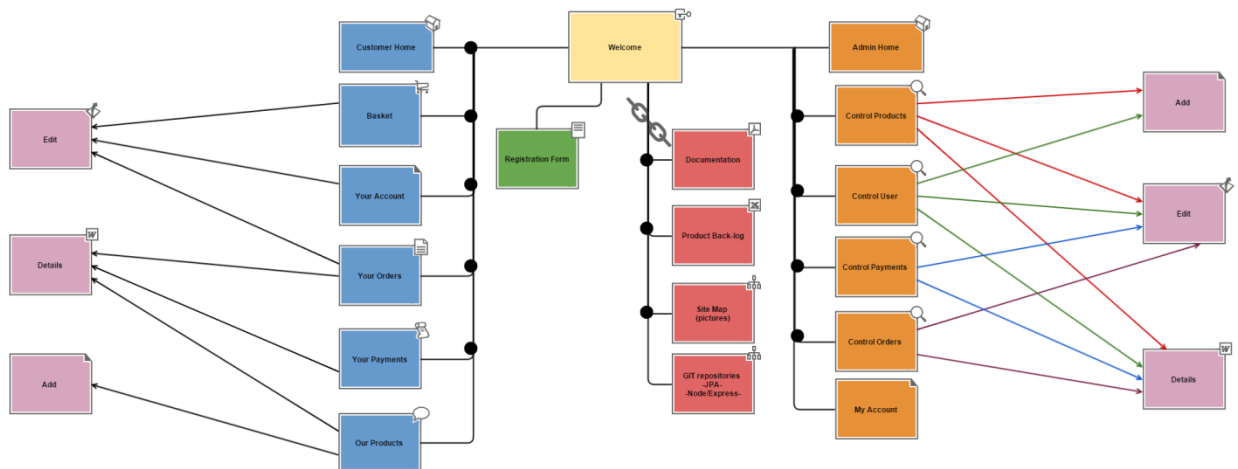 Customer Home
Welcome
Admin Home
Edit
Basket
Registration Form
Documentation
Control Products
Add
Your Account
Control User
Edit
Details
W
Your Orders
Product Back-log
Control Payments
Add
Your Payments
Site Map
(pictures)
Control Orders
Details
W
Our Products
GIT repositories
-JPA-
-Node/Express-
My Account